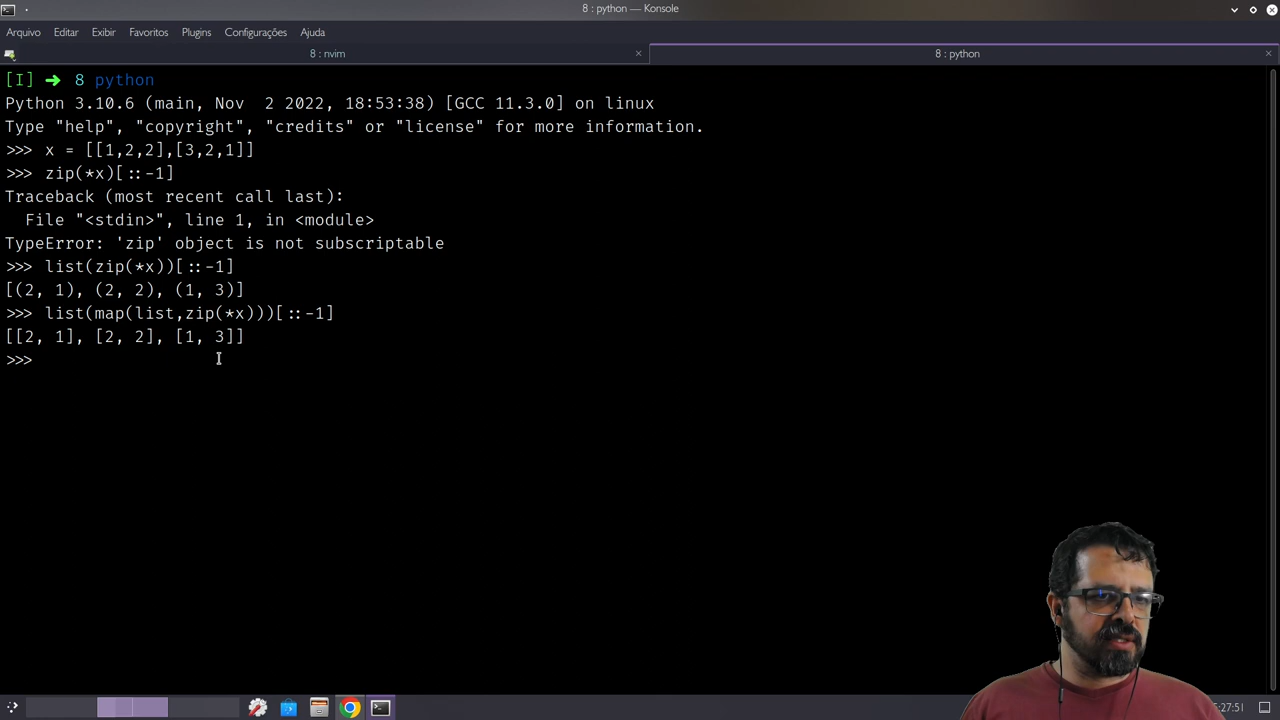 8 : python — Konsole
Arquivo Editar Exibir Favoritos Plugins Configurações Ajuda
8 : nvim
8 : python
[I] ➜ 8 python
Python 3.10.6 (main, Nov  2 2022, 18:53:38) [GCC 11.3.0] on linux
Type "help", "copyright", "credits" or "license" for more information.
>>> x = [[1,2,2],[3,2,1]]
>>> zip(*x)[::-1]
Traceback (most recent call last):
  File "<stdin>", line 1, in <module>
TypeError: 'zip' object is not subscriptable
>>> list(zip(*x))[::-1]
[(2, 1), (2, 2), (1, 3)]
>>> list(map(list,zip(*x)))[::-1]
[[2, 1], [2, 2], [1, 3]]
>>>
:27:51